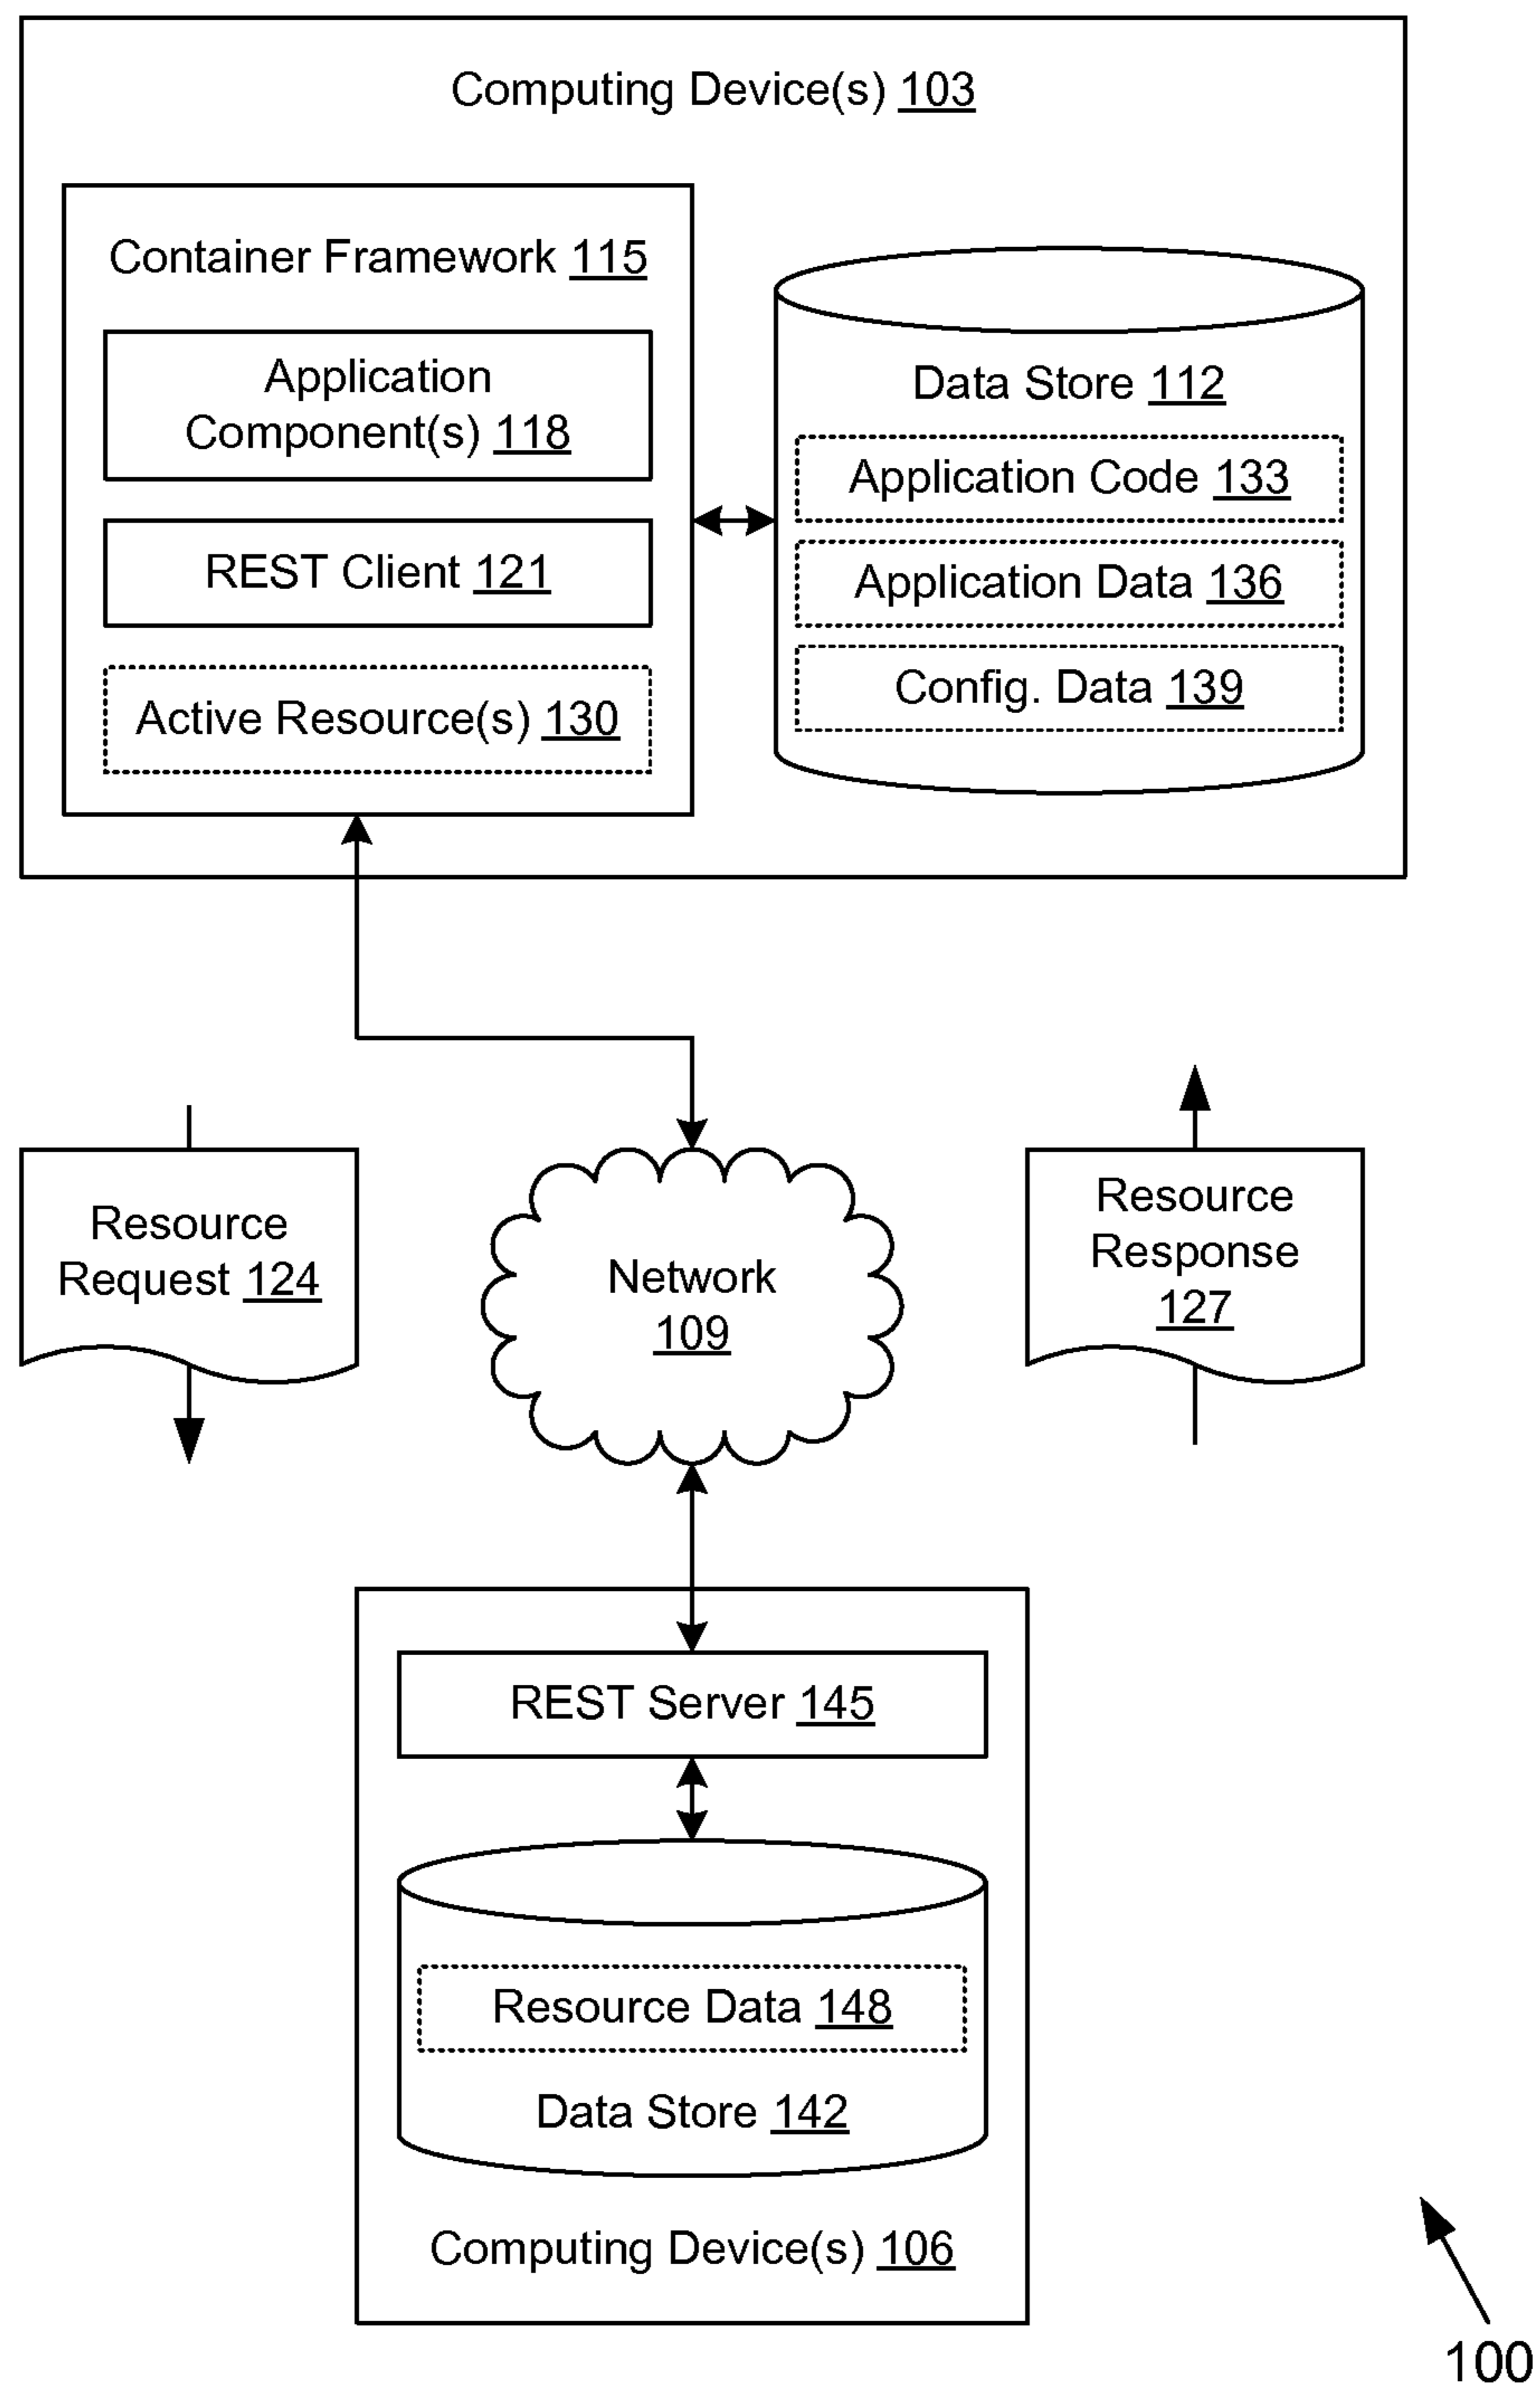 Computing Device(s) 103
Container Framework 115
Application
Component(s) 118
REST Client 121
Active Resource(s) 130
Data Store 112
Application Code 133
Application Data 136
Config. Data 139
Resource
Request 124
Network
109
Resource
Response
127
REST Server 145
Resource Data 148
Data Store 142
Computing Device(s) 106
100